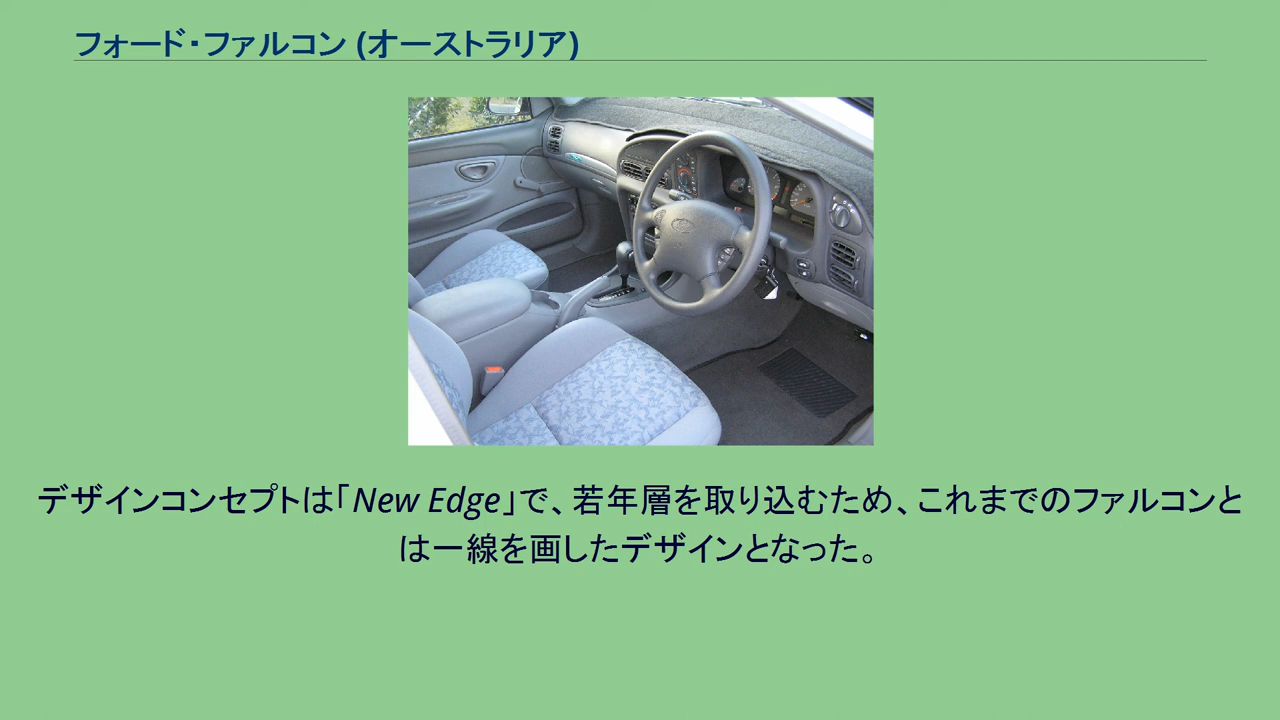 フォード・ファルコン (オーストラリア)
デザインコンセプトは「New Edge」で、若年層を取り込むため、これまでのファルコンと
は一線を画したデザインとなった。